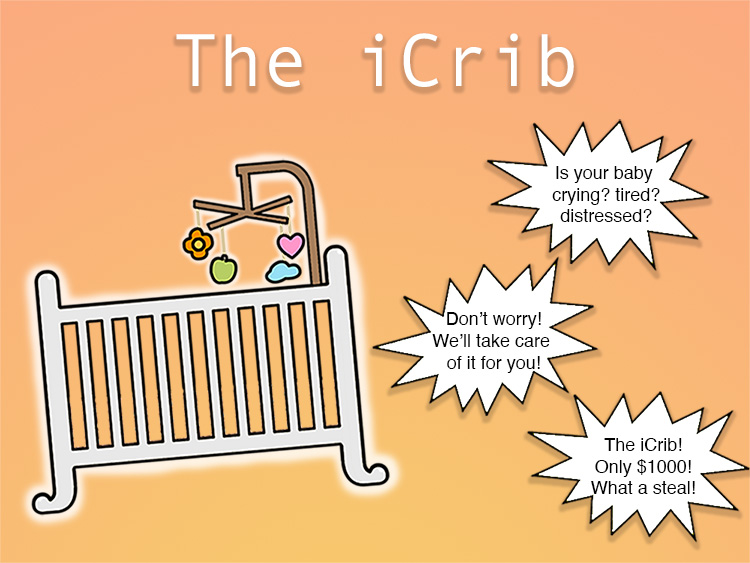 The iCrib
Is your baby
crying? tired?
distressed?
Don't worry!
We'll take care
of it for you!
The iCrib!
Only $1000!
What a steal!